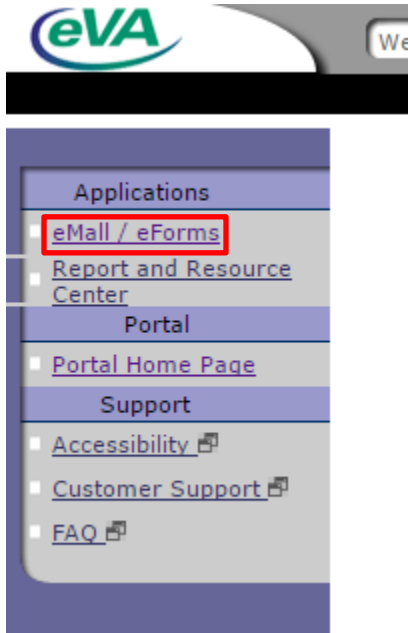 eVA
We
Applications
eMall / eForms
Report and Resource
Center
Portal
Portal Home Page
Support
Accessibility
Customer Support
FAQ